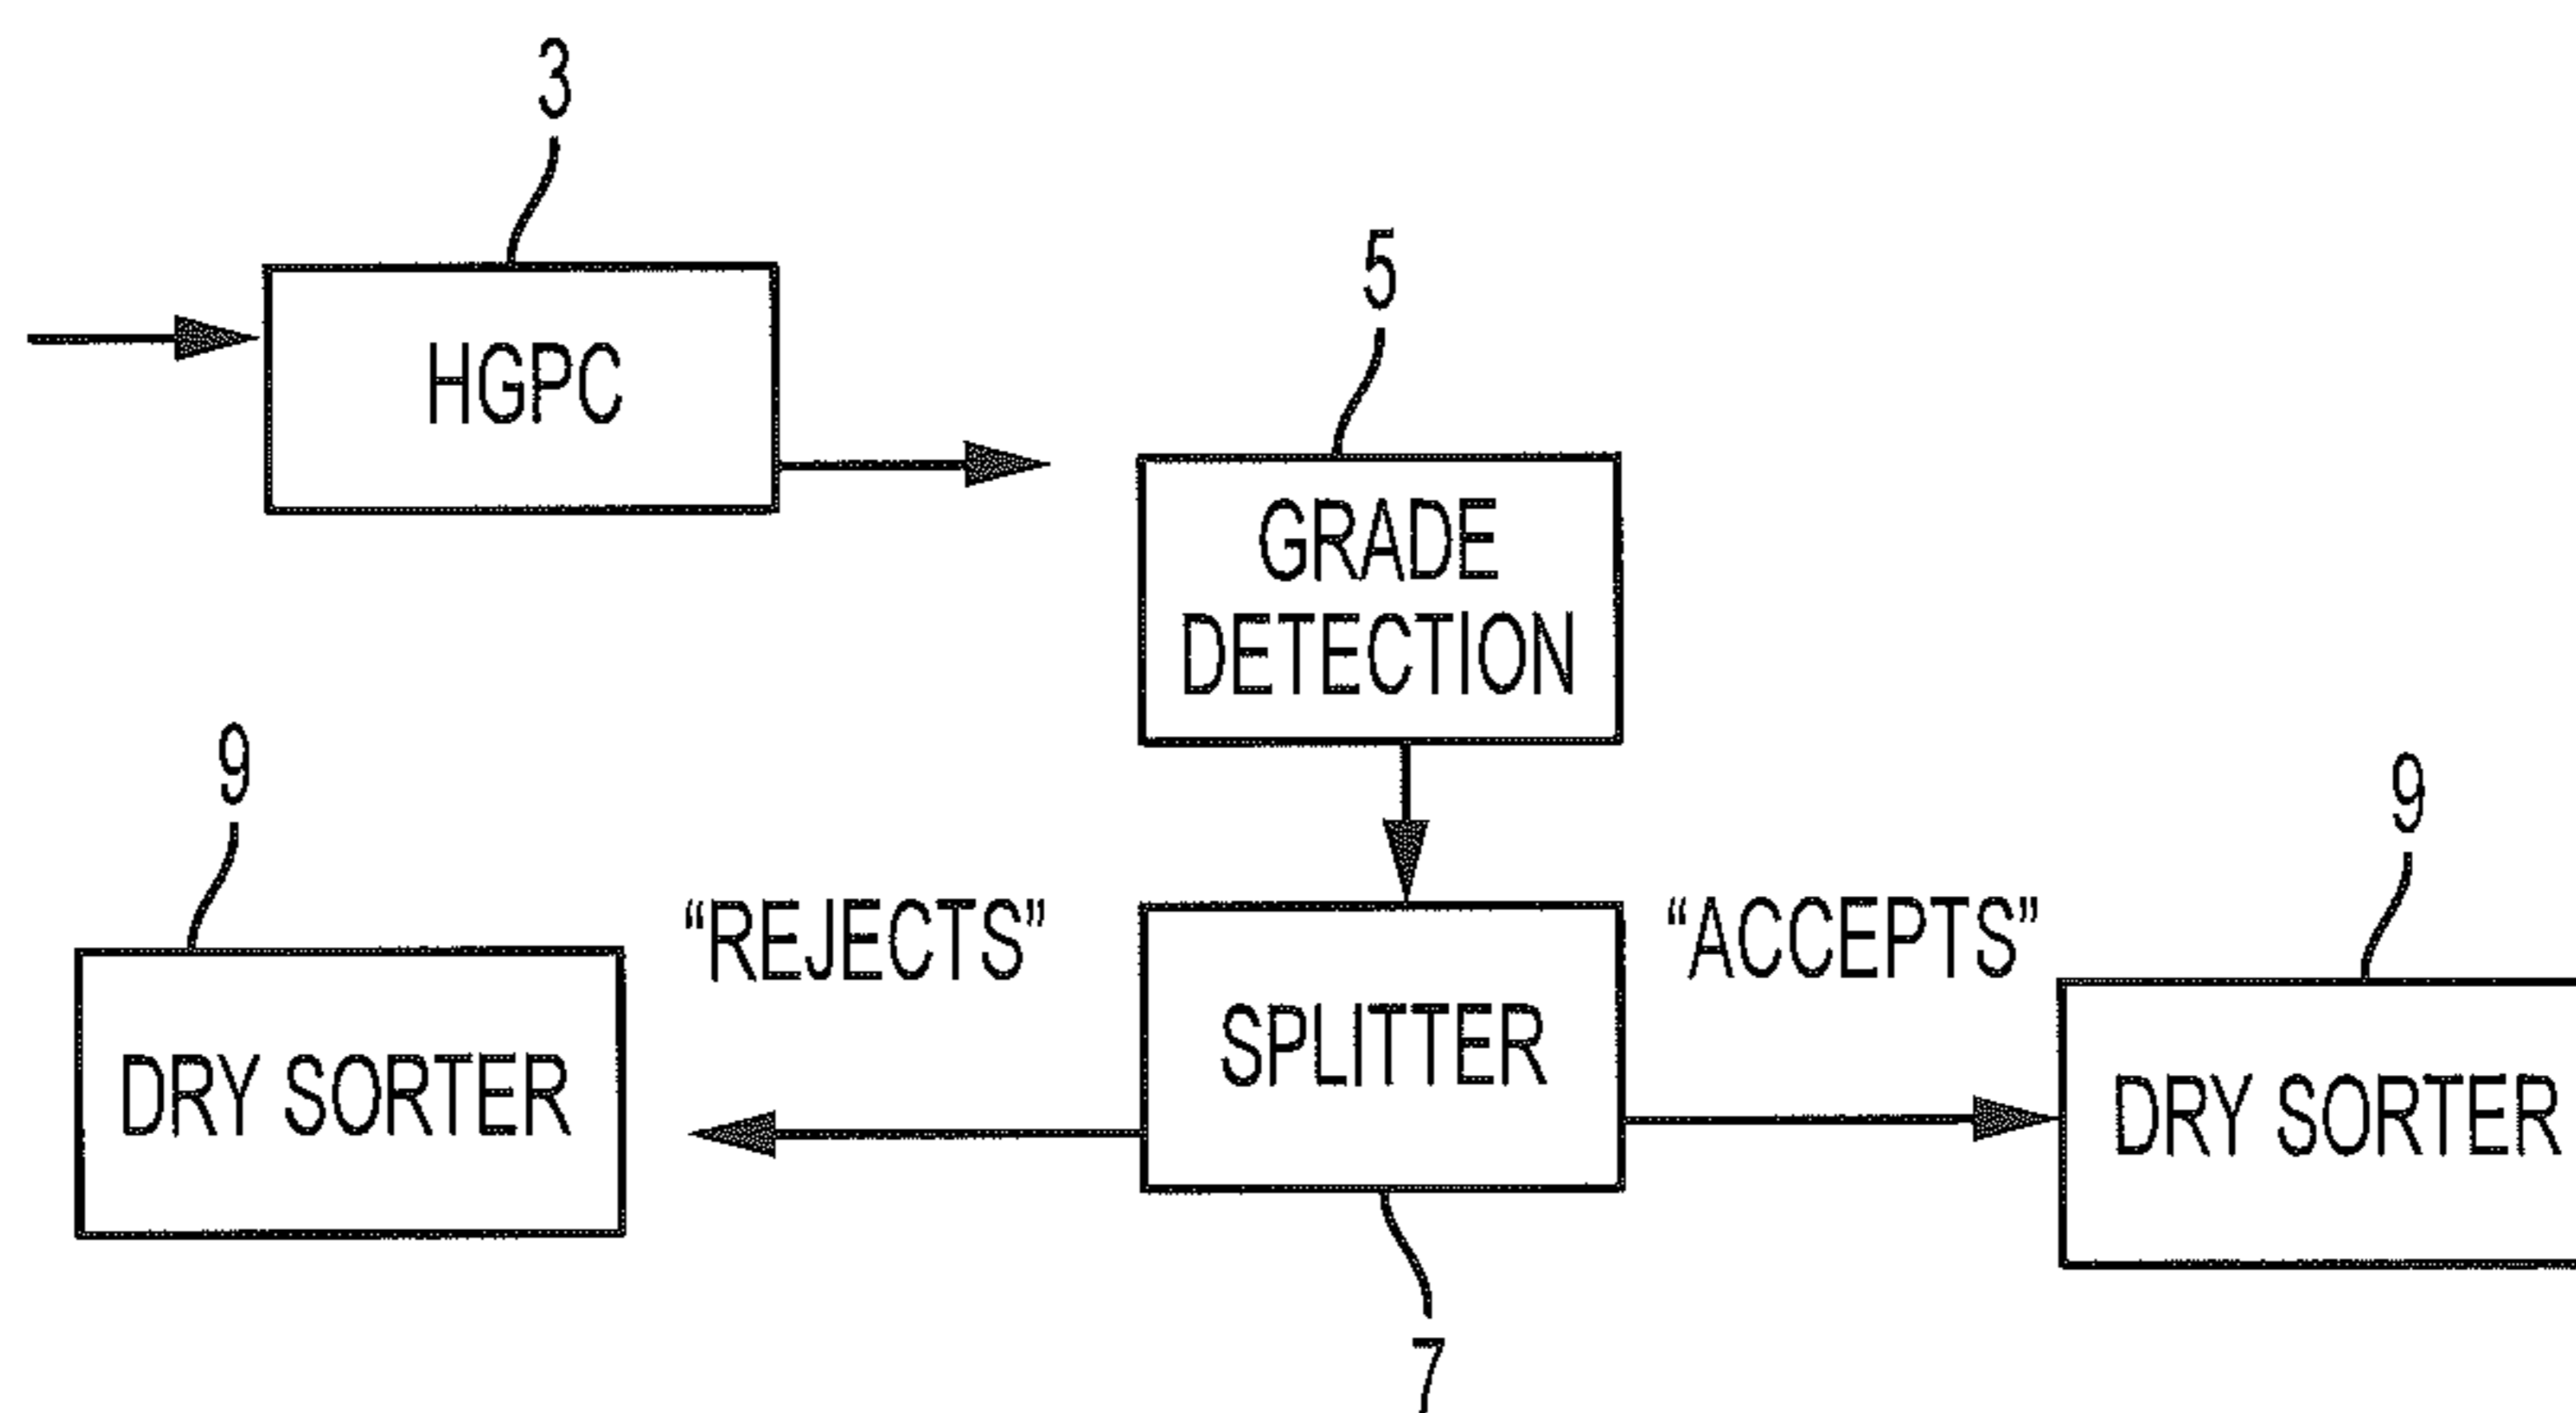 3
HGPC
5
GRADE
DETECTION
9
DRY SORTER
“REJECTS”
SPLITTER
“ACCEPTS”
9
DRY SORTER
7